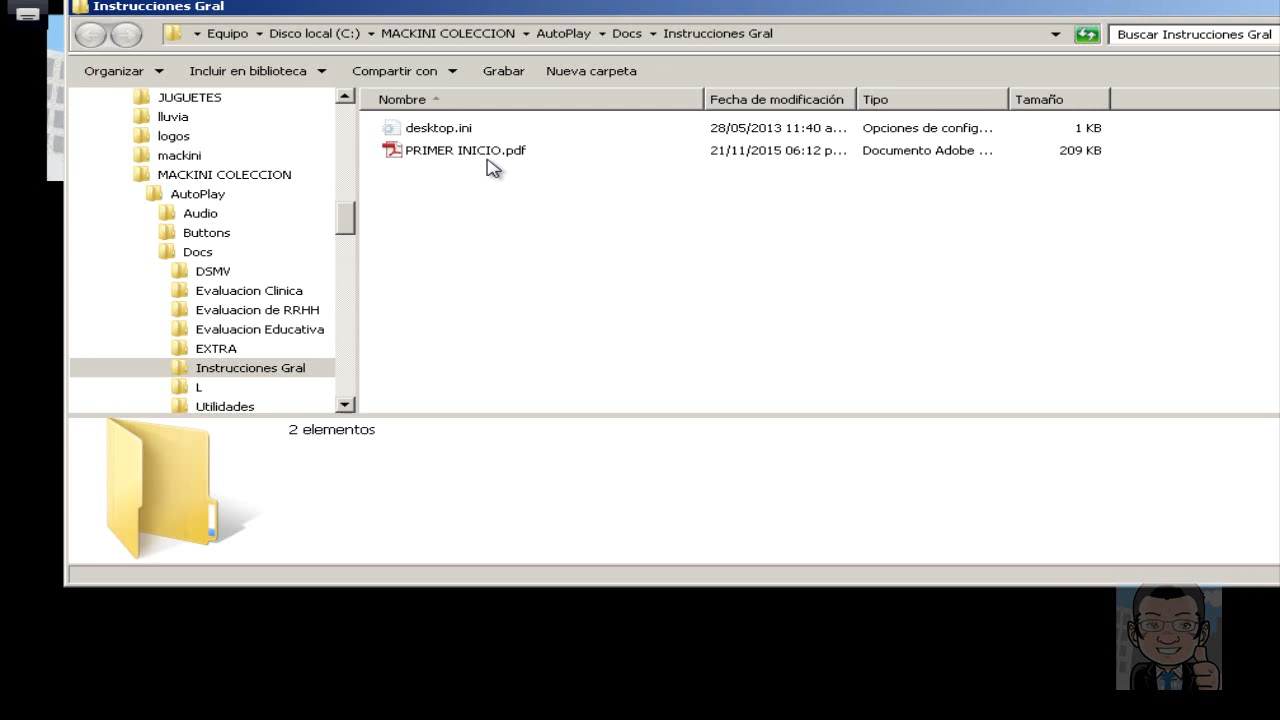 Instrucciones Gral
Equipo Disco local (C:) MACKINI COLECCION AutoPlay Docs Instrucciones Gral
Buscar Instrucciones Gral
Organizar Incluir en biblioteca Compartir con Grabar Nueva carpeta
JUGUETES
lluvia
logos
mackini
MACKINI COLECCION
AutoPlay
Audio
Buttons
Docs
DSMV
Evaluacion Clinica
Evaluacion de RRHH
Evaluacion Educativa
EXTRA
Instrucciones Gral
L
Utilidades
Nombre Fecha de modificación Tipo Tamaño
desktop.ini 28/05/2013 11:40 a... Opciones de config... 1 KB
PRIMER INICIO.pdf 21/11/2015 06:12 p... Documento Adobe ... 209 KB
2 elementos